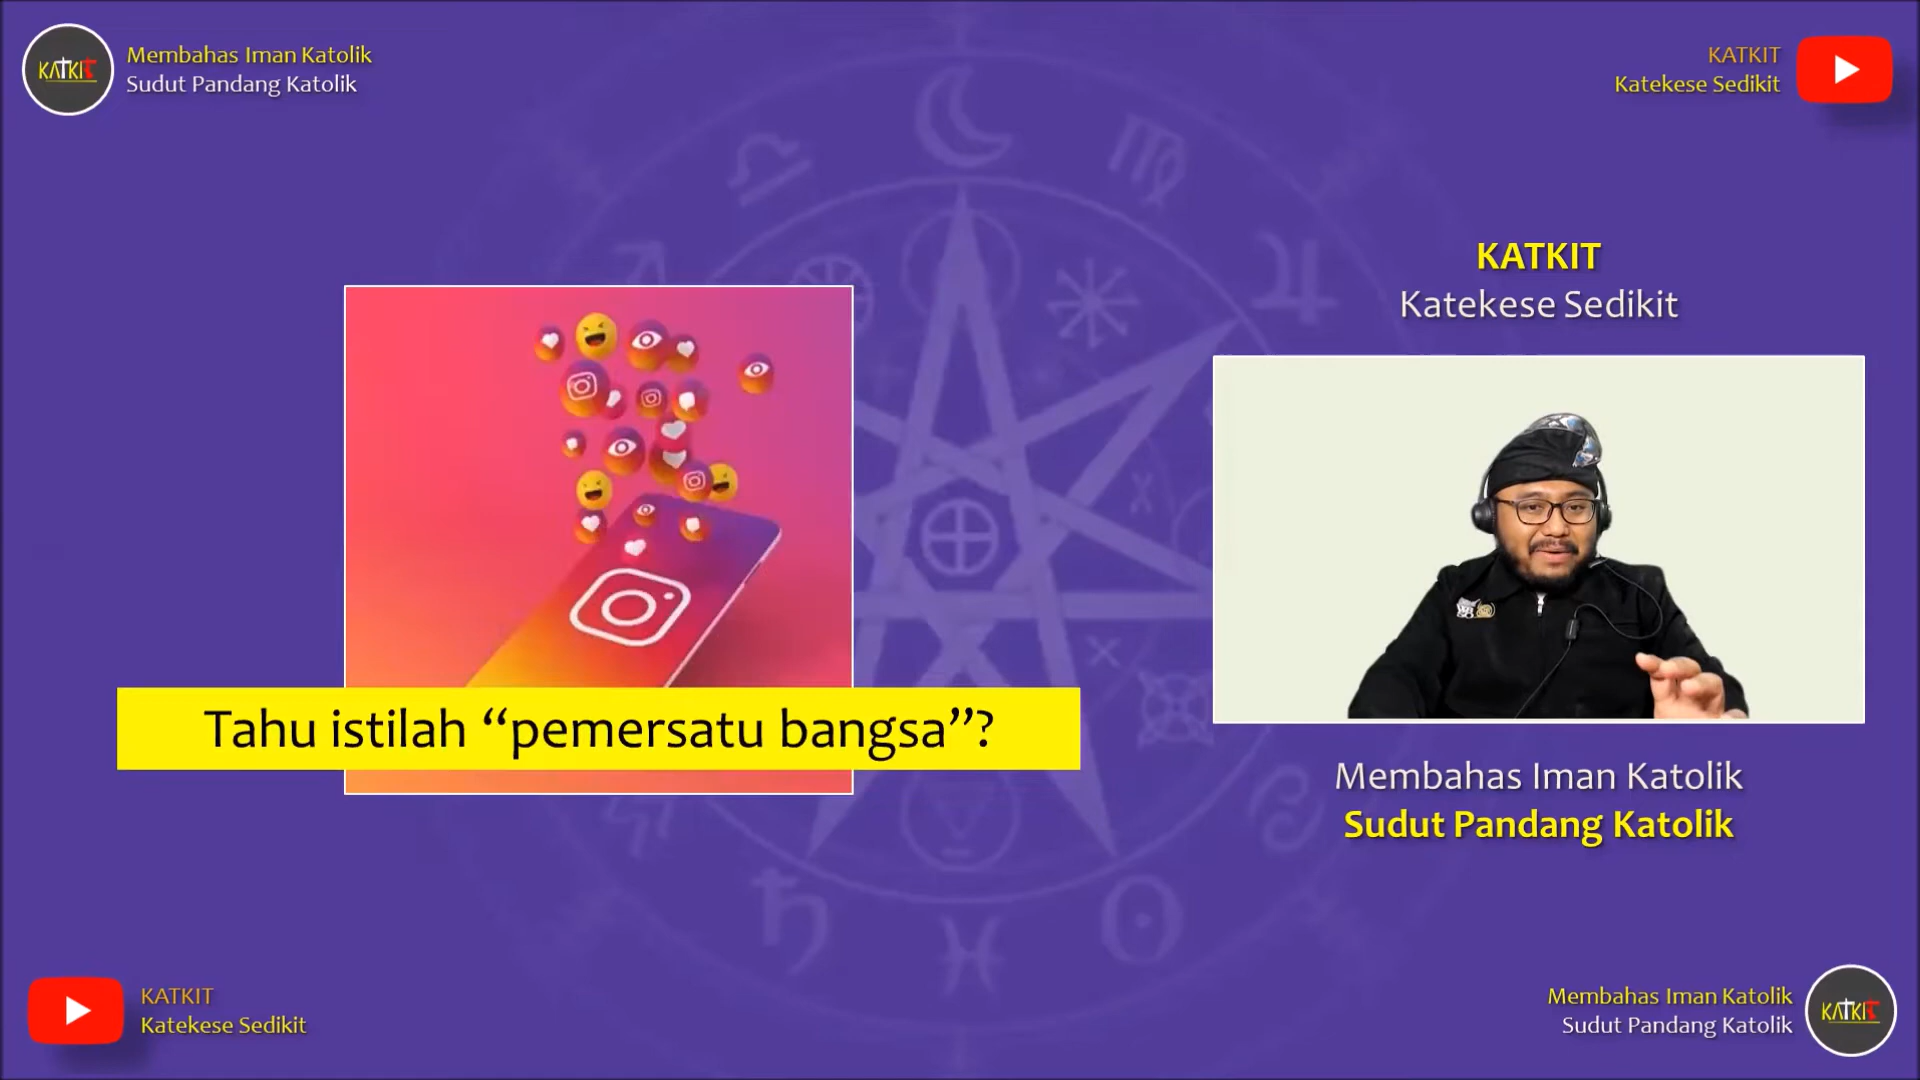 KATKIT
Membahas Iman Katolik
Sudut Pandang Katolik
KATKIT
Katekese Sedikit
KATKIT
Katekese Sedikit
Tahu istilah “pemersatu bangsa”?
Membahas Iman Katolik
Sudut Pandang Katolik
KATKIT
Katekese Sedikit
Membahas Iman Katolik
Sudut Pandang Katolik
KATKIT